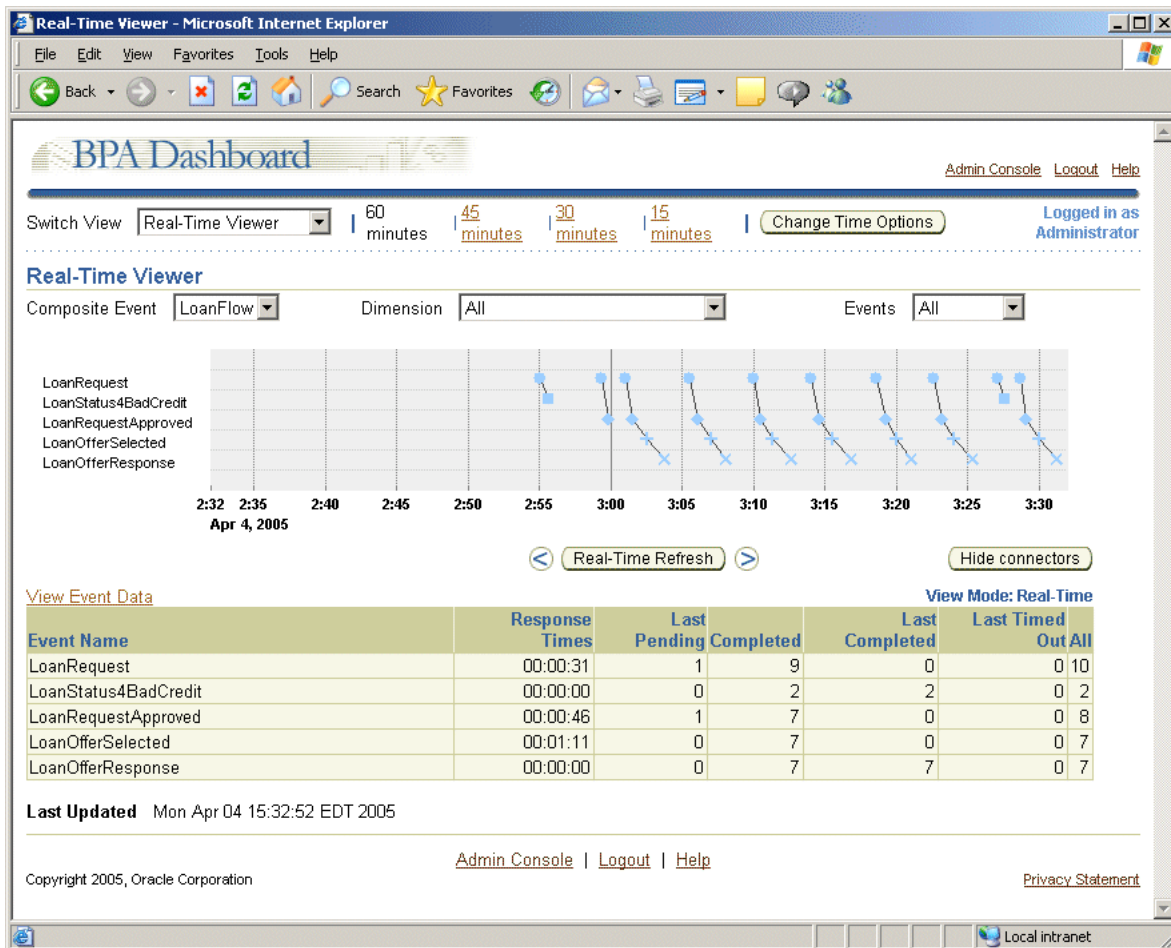 Real-Time Viewer - Microsoft Internet Explorer
File Edit View Favorites Tools Help
Back Search Favorites
BPA Dashboard
Admin Console Logout Help
Switch View Real-Time Viewer 60 minutes 45 minutes 30 minutes 15 minutes Change Time Options Logged in as Administrator
Real-Time Viewer
Composite Event LoanFlow Dimension All Events All
LoanRequest
LoanStatus4BadCredit
LoanRequestApproved
LoanOfferSelected
LoanOfferResponse
2:32 2:35 2:40 2:45 2:50 2:55 3:00 3:05 3:10 3:15 3:20 3:25 3:30
Apr 4, 2005
< Real-Time Refresh > Hide connectors
View Event Data View Mode: Real-Time
Event Name Response Times Last Pending Completed Last Completed Last Timed Out All
LoanRequest 00:00:31 1 9 0 0 10
LoanStatus4BadCredit 00:00:00 0 2 2 0 2
LoanRequestApproved 00:00:46 1 7 0 0 8
LoanOfferSelected 00:01:11 0 7 0 0 7
LoanOfferResponse 00:00:00 0 7 7 0 7
Last Updated Mon Apr 04 15:32:52 EDT 2005
Admin Console | Logout | Help
Copyright 2005, Oracle Corporation Privacy Statement
Local intranet